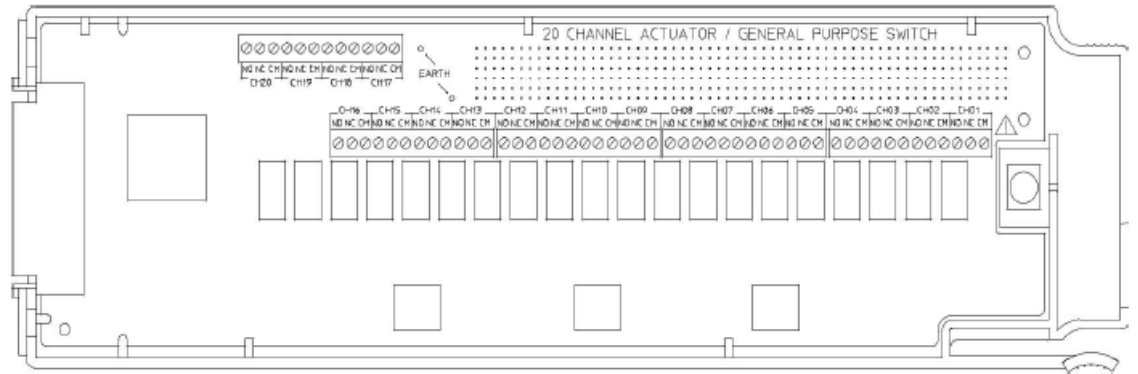 20 CHANNEL ACTUATOR / GENERAL PURPOSE SWITCH
NO NC CM NO NC CM NO NC CM NO NC CM
CH20 CH19 CH18 CH17
EARTH
CH16 CH15 CH14 CH13 CH12 CH11 CH10 CH09 CH08 CH07 CH06 CH05 CH04 CH03 CH02 CH01
NO NC CM NO NC CM NO NC CM NO NC CM NO NC CM NO NC CM NO NC CM NO NC CM NO NC CM NO NC CM NO NC CM NO NC CM NO NC CM NO NC CM NO NC CM NO NC CM